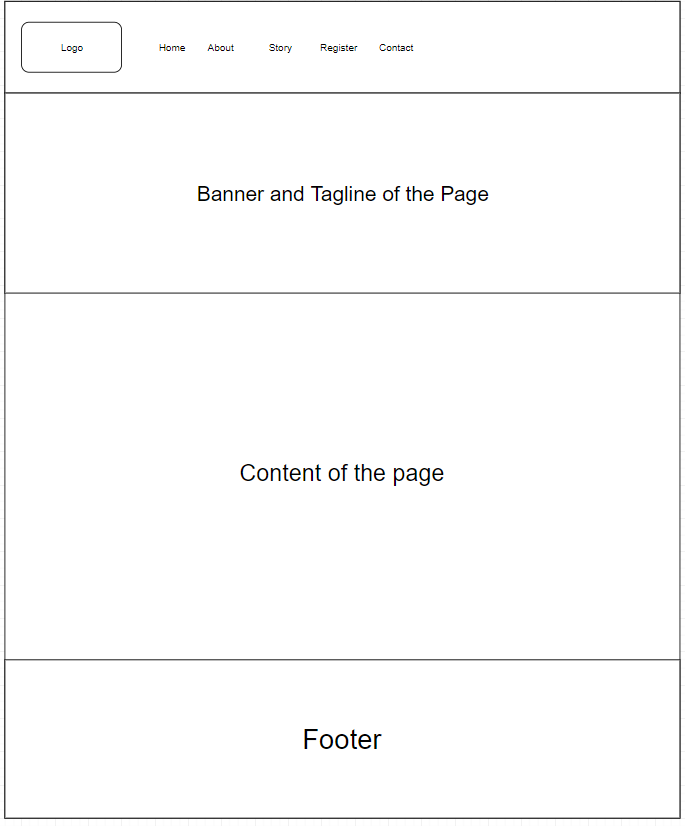 Logo Home About Story Register Contact
Banner and Tagline of the Page
Content of the page
Footer